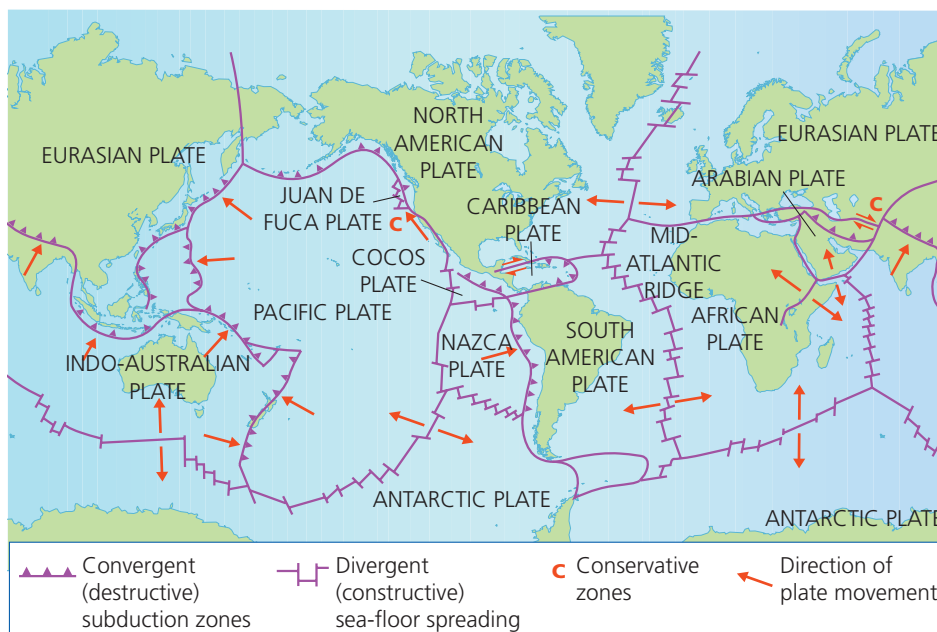 NORTH
AMERICAN
PLATE
EURASIAN PLATE
EURASIAN PLATE
ARABIAN PLATE
JUAN DE
FUCA PLATE
C
CARIBBEAN
PLATE
C
COCOS
PLATE
MID-
ATLANTIC
RIDGE
PACIFIC PLATE
AFRICAN
PLATE
NAZCA
PLATE
SOUTH
AMERICAN
PLATE
INDO-AUSTRALIAN
PLATE
ANTARCTIC PLATE
ANTARCTIC PLATE
Convergent
(destructive)
subduction zones
Divergent
(constructive)
sea-floor spreading
C Conservative
zones
Direction of
plate movement